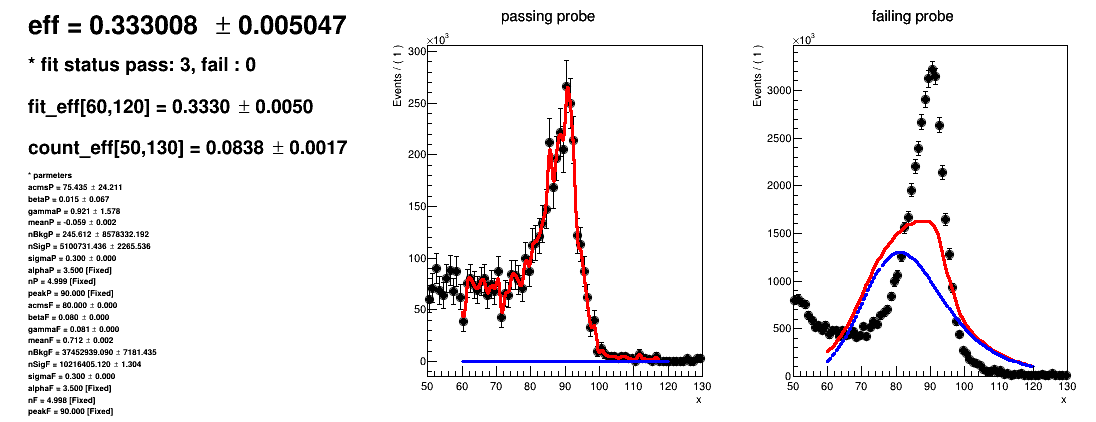 eff = 0.333008 ± 0.005047
* fit status pass: 3, fail : 0
fit_eff[60,120] = 0.3330 ± 0.0050
count_eff[50,130] = 0.0838 ± 0.0017
* parmeters
acmsP = 75.435 ± 24.211
betaP = 0.015 ± 0.067
gammaP = 0.921 ± 1.578
meanP = -0.059 ± 0.002
nBkgP = 245.612 ± 8578332.192
nSigP = 5100731.436 ± 2265.536
sigmaP = 0.300 ± 0.000
alphaP = 3.500 [Fixed]
nP = 4.999 [Fixed]
peakP = 90.000 [Fixed]
acmsF = 80.000 ± 0.000
betaF = 0.080 ± 0.000
gammaF = 0.081 ± 0.000
meanF = 0.712 ± 0.002
nBkgF = 37452939.090 ± 7181.435
nSigF = 10216405.120 ± 1.304
sigmaF = 0.300 ± 0.000
alphaF = 3.500 [Fixed]
nF = 4.998 [Fixed]
peakF = 90.000 [Fixed]
passing probe
×10³
Events / ( 1 )
300
250
200
150
100
50
0
50 60 70 80 90 100 110 120 130
x
failing probe
×10³
Events / ( 1 )
3000
2500
2000
1500
1000
500
0
50 60 70 80 90 100 110 120 130
x